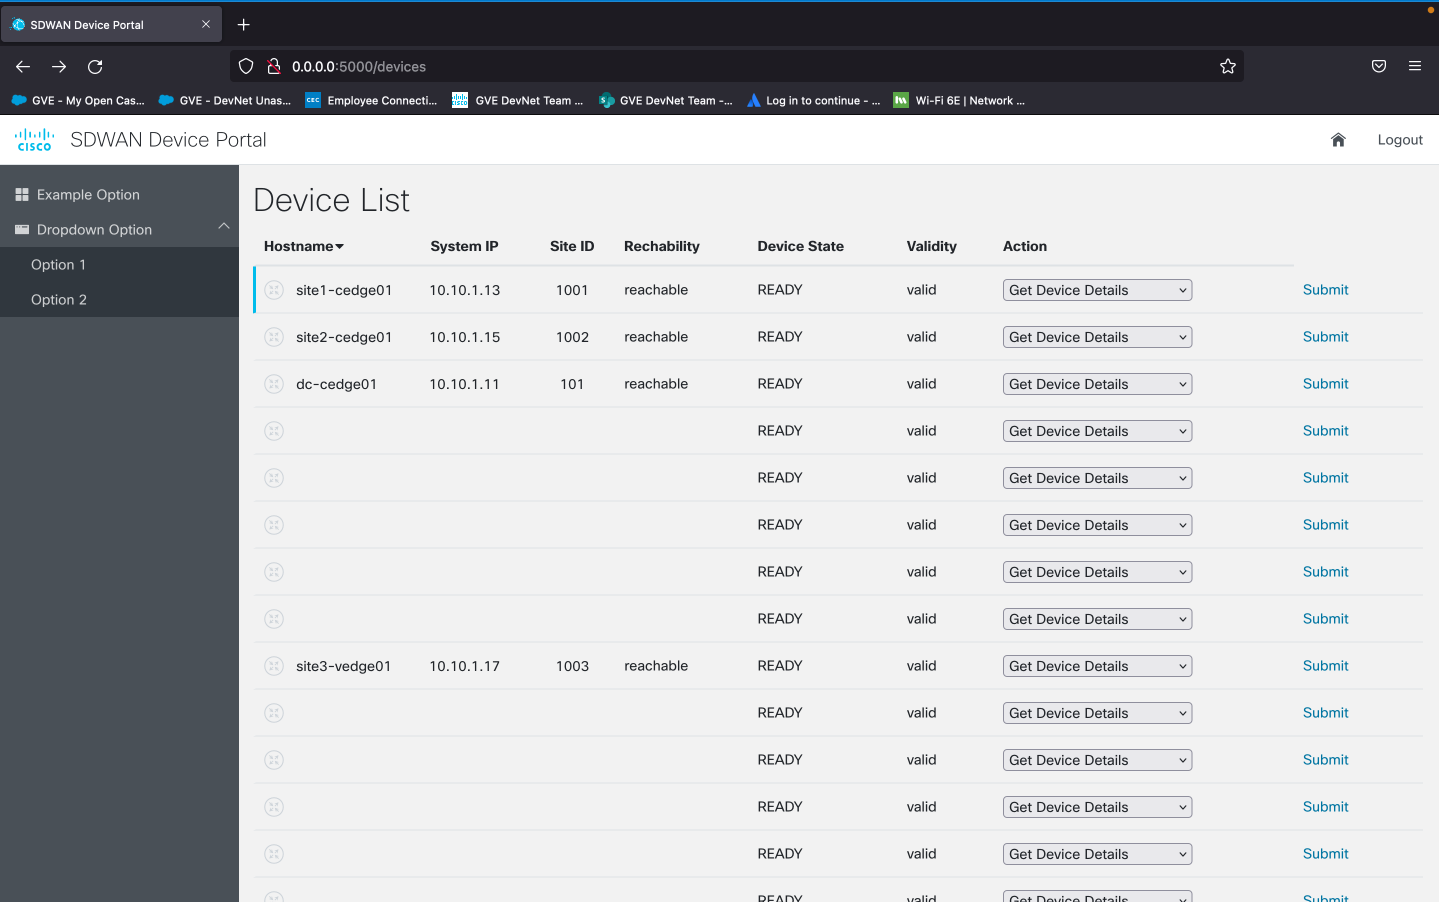 SDWAN Device Portal
0.0.0.0:5000/devices
GVE - My Open Cas... GVE - DevNet Unas... CEC Employee Connecti... GVE DevNet Team ... GVE DevNet Team -... Log in to continue - ... Wi-Fi 6E | Network ...
CISCO SDWAN Device Portal Logout
Example Option
Dropdown Option
Option 1
Option 2
Device List
Hostname System IP Site ID Rechability Device State Validity Action
site1-cedge01 10.10.1.13 1001 reachable READY valid Get Device Details Submit
site2-cedge01 10.10.1.15 1002 reachable READY valid Get Device Details Submit
dc-cedge01 10.10.1.11 101 reachable READY valid Get Device Details Submit
READY valid Get Device Details Submit
READY valid Get Device Details Submit
READY valid Get Device Details Submit
READY valid Get Device Details Submit
READY valid Get Device Details Submit
site3-vedge01 10.10.1.17 1003 reachable READY valid Get Device Details Submit
READY valid Get Device Details Submit
READY valid Get Device Details Submit
READY valid Get Device Details Submit
READY valid Get Device Details Submit
READY valid Get Device Details Submit